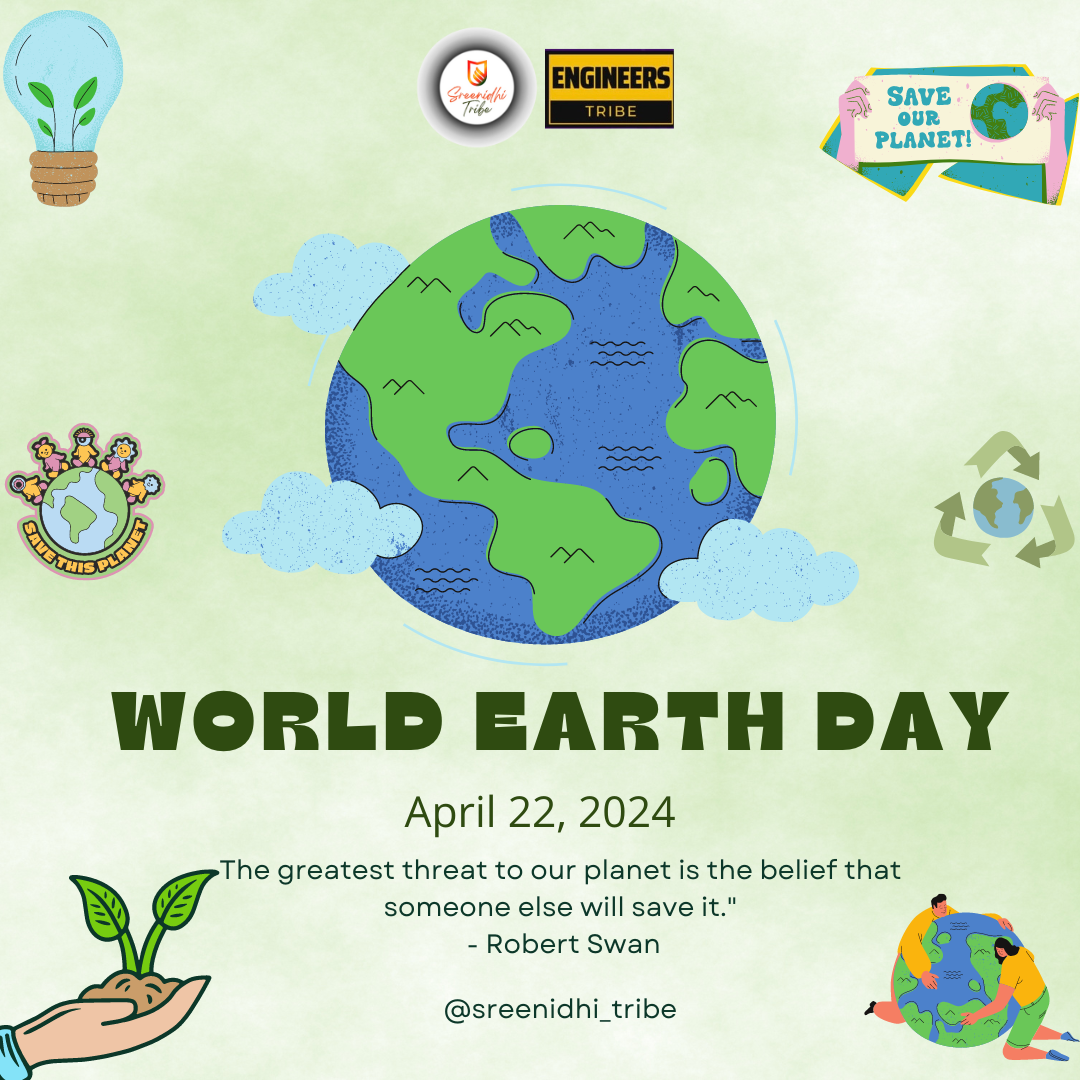 Sreenidhi
Tribe
ENGINEERS
TRIBE
SAVE
OUR
PLANET!
SAVE THIS PLANET
WORLD EARTH DAY
April 22, 2024
The greatest threat to our planet is the belief that
someone else will save it."
- Robert Swan
@sreenidhi_tribe